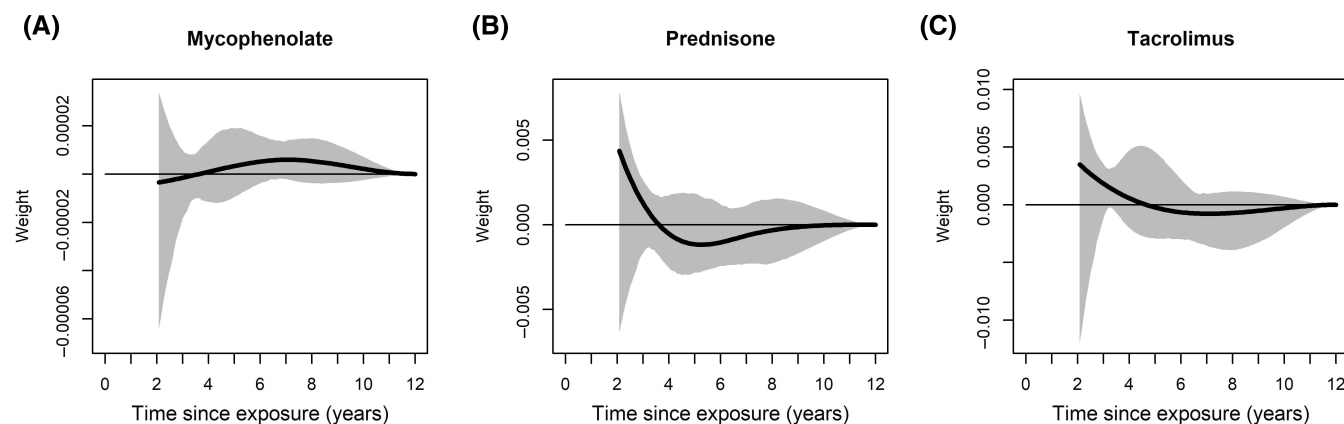 (A)
Mycophenolate
Weight
0.00002
−0.00002
−0.00006
0 2 4 6 8 10 12
Time since exposure (years)
(B)
Prednisone
Weight
0.005
0.000
−0.005
0 2 4 6 8 10 12
Time since exposure (years)
(C)
Tacrolimus
Weight
0.010
0.005
0.000
−0.010
0 2 4 6 8 10 12
Time since exposure (years)